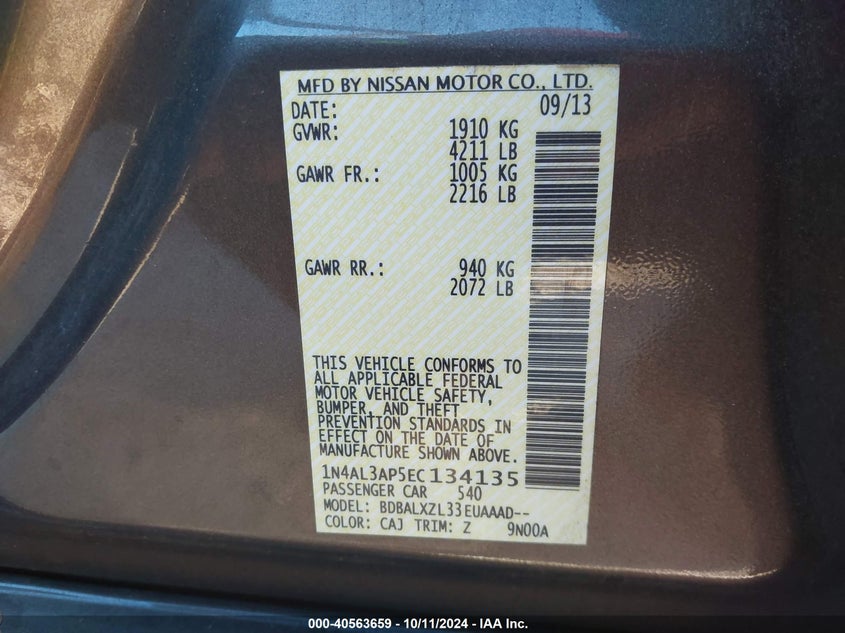 MFD BY NISSAN MOTOR CO., LTD.
DATE: 09/13
GVWR: 1910 KG
4211 LB
GAWR FR.: 1005 KG
2216 LB
GAWR RR.: 940 KG
2072 LB
THIS VEHICLE CONFORMS TO
ALL APPLICABLE FEDERAL
MOTOR VEHICLE SAFETY,
BUMPER, AND THEFT
PREVENTION STANDARDS IN
EFFECT ON THE DATE OF
MANUFACTURE SHOWN ABOVE.
1N4AL3AP5EC134135
PASSENGER CAR 540
MODEL: BDBALXZL33EUAAAD--
COLOR: CAJ TRIM: Z 9N00A
000-40563659 - 10/11/2024 - IAA Inc.